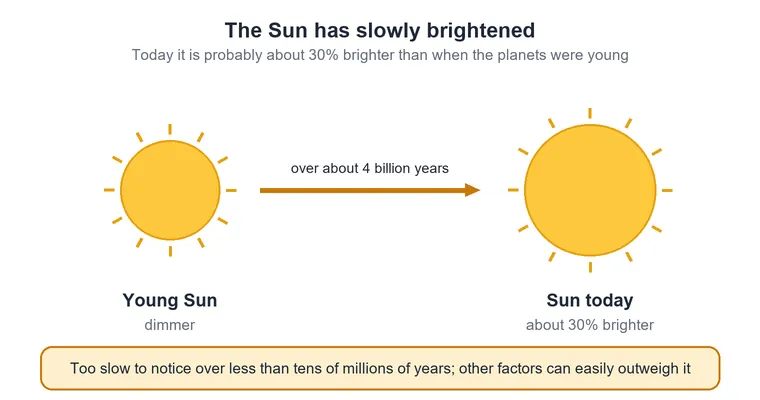 The Sun has slowly brightened
Today it is probably about 30% brighter than when the planets were young
over about 4 billion years
Young Sun
dimmer
Sun today
about 30% brighter
Too slow to notice over less than tens of millions of years; other factors can easily outweigh it